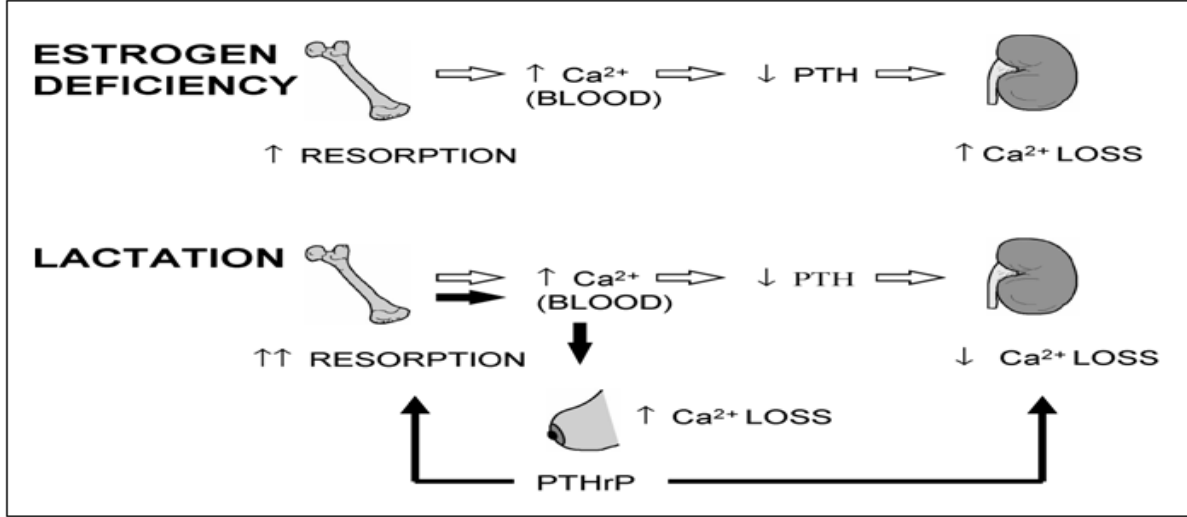 ESTROGEN
DEFICIENCY
↑ Ca²⁺
(BLOOD)
↓ PTH
↑ RESORPTION
↑ Ca²⁺ LOSS
LACTATION
↑ Ca²⁺
(BLOOD)
↓ PTH
↑↑ RESORPTION
↓ Ca²⁺ LOSS
↑ Ca²⁺ LOSS
PTHrP